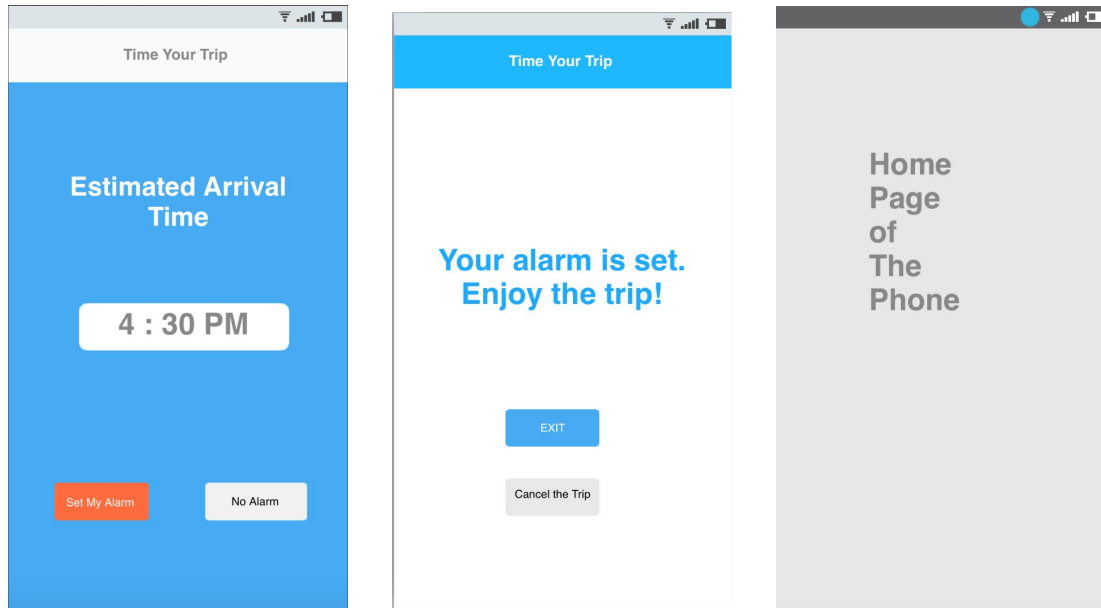 Time Your Trip
Estimated Arrival
Time
4 : 30 PM
Set My Alarm
No Alarm
Time Your Trip
Your alarm is set.
Enjoy the trip!
EXIT
Cancel the Trip
Home
Page
of
The
Phone